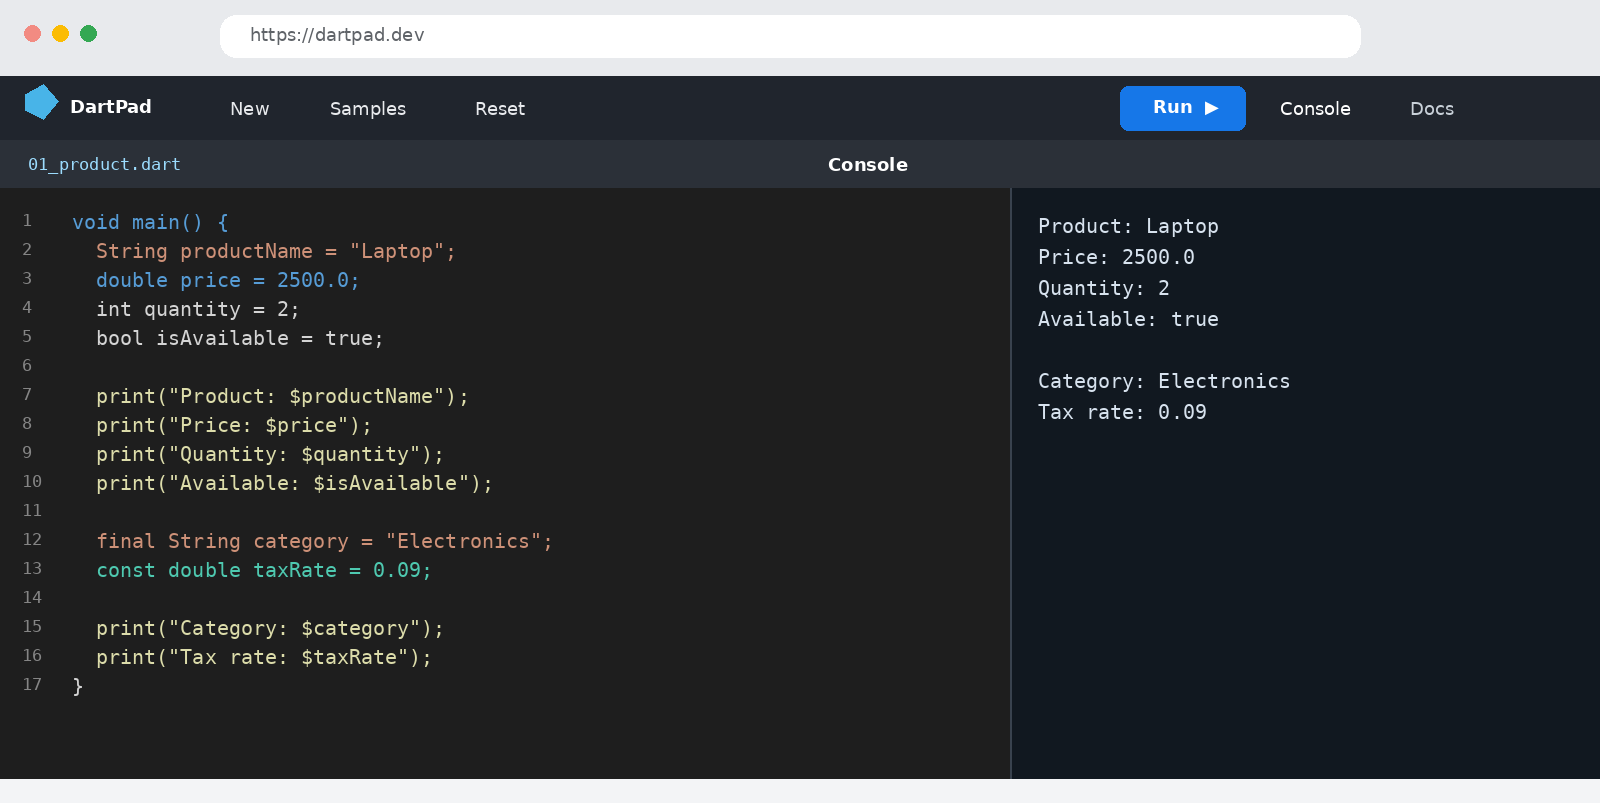 https://dartpad.dev
DartPad New Samples Reset Run ▶ Console Docs
01_product.dart Console
1 void main() {
2 String productName = "Laptop";
3 double price = 2500.0;
4 int quantity = 2;
5 bool isAvailable = true;
6
7 print("Product: $productName");
8 print("Price: $price");
9 print("Quantity: $quantity");
10 print("Available: $isAvailable");
11
12 final String category = "Electronics";
13 const double taxRate = 0.09;
14
15 print("Category: $category");
16 print("Tax rate: $taxRate");
17 }
Product: Laptop
Price: 2500.0
Quantity: 2
Available: true
Category: Electronics
Tax rate: 0.09